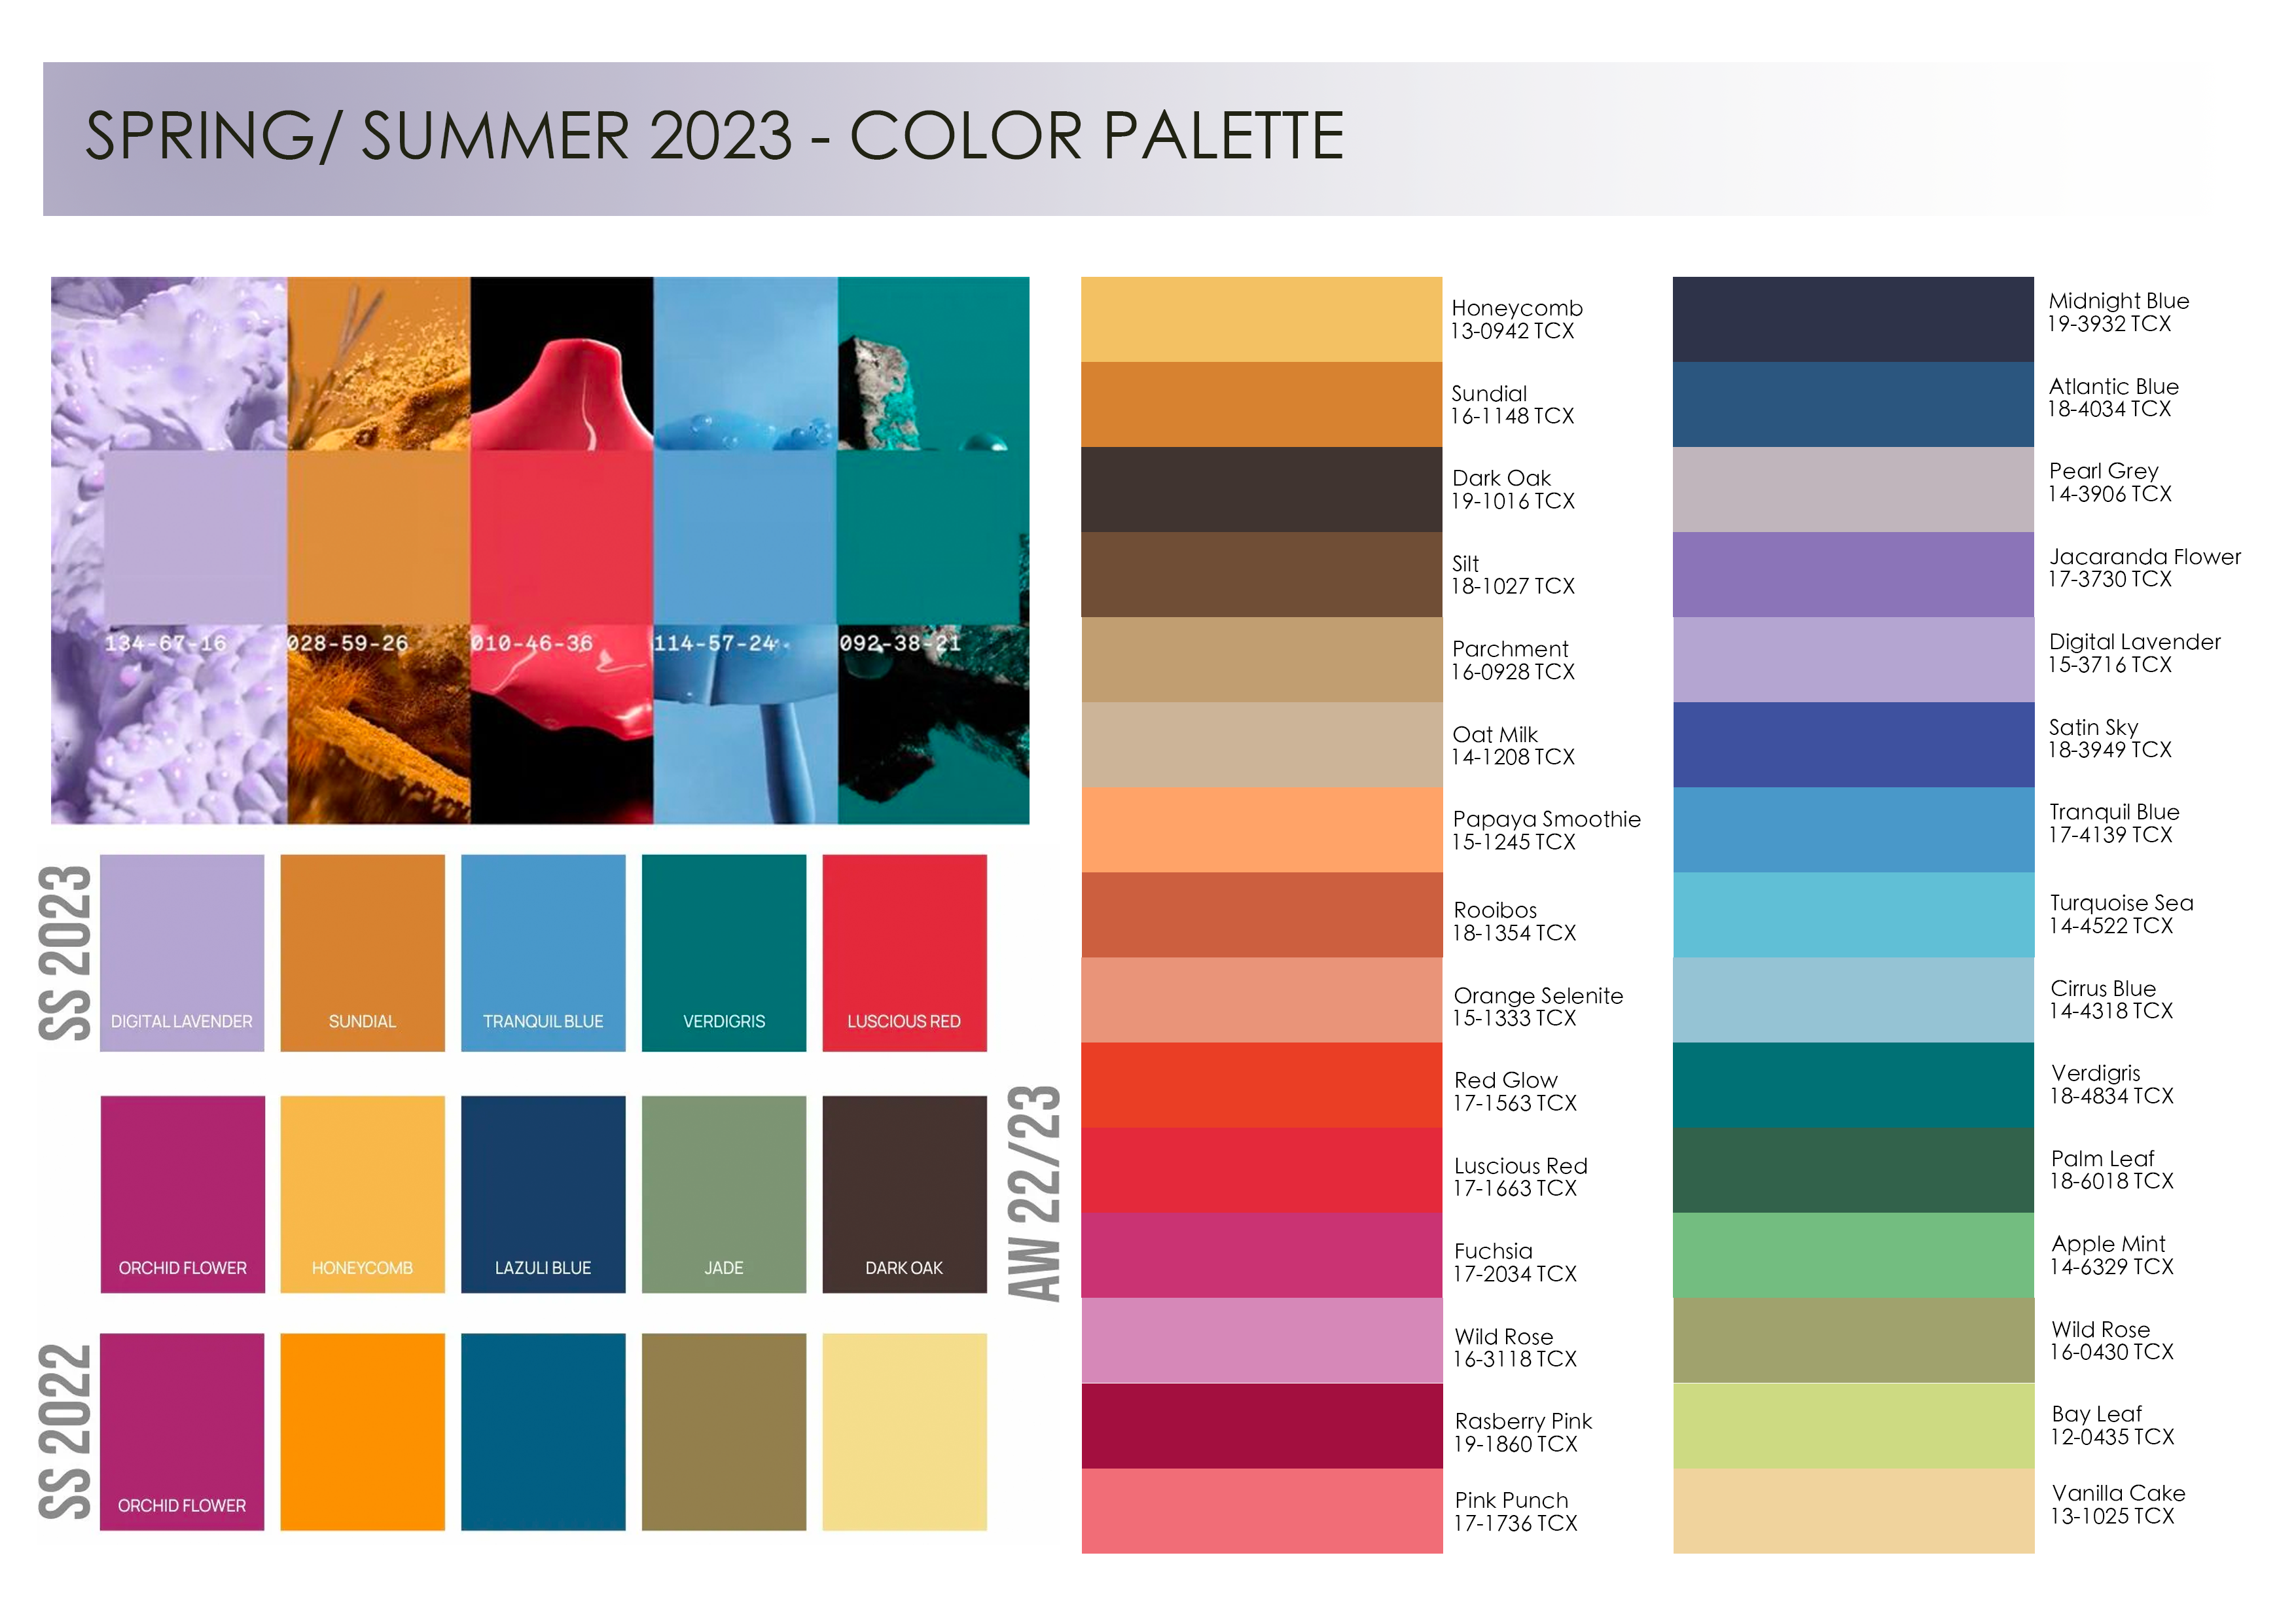 SPRING/ SUMMER 2023 - COLOR PALETTE
134-67-16
028-59-26
010-46-36
114-57-24
092-38-21
SS 2023
DIGITAL LAVENDER
SUNDIAL
TRANQUIL BLUE
VERDIGRIS
LUSCIOUS RED
ORCHID FLOWER
HONEYCOMB
LAZULI BLUE
JADE
DARK OAK
AW 22/23
SS 2022
ORCHID FLOWER
Honeycomb
13-0942 TCX
Sundial
16-1148 TCX
Dark Oak
19-1016 TCX
Silt
18-1027 TCX
Parchment
16-0928 TCX
Oat Milk
14-1208 TCX
Papaya Smoothie
15-1245 TCX
Rooibos
18-1354 TCX
Orange Selenite
15-1333 TCX
Red Glow
17-1563 TCX
Luscious Red
17-1663 TCX
Fuchsia
17-2034 TCX
Wild Rose
16-3118 TCX
Rasberry Pink
19-1860 TCX
Pink Punch
17-1736 TCX
Midnight Blue
19-3932 TCX
Atlantic Blue
18-4034 TCX
Pearl Grey
14-3906 TCX
Jacaranda Flower
17-3730 TCX
Digital Lavender
15-3716 TCX
Satin Sky
18-3949 TCX
Tranquil Blue
17-4139 TCX
Turquoise Sea
14-4522 TCX
Cirrus Blue
14-4318 TCX
Verdigris
18-4834 TCX
Palm Leaf
18-6018 TCX
Apple Mint
14-6329 TCX
Wild Rose
16-0430 TCX
Bay Leaf
12-0435 TCX
Vanilla Cake
13-1025 TCX